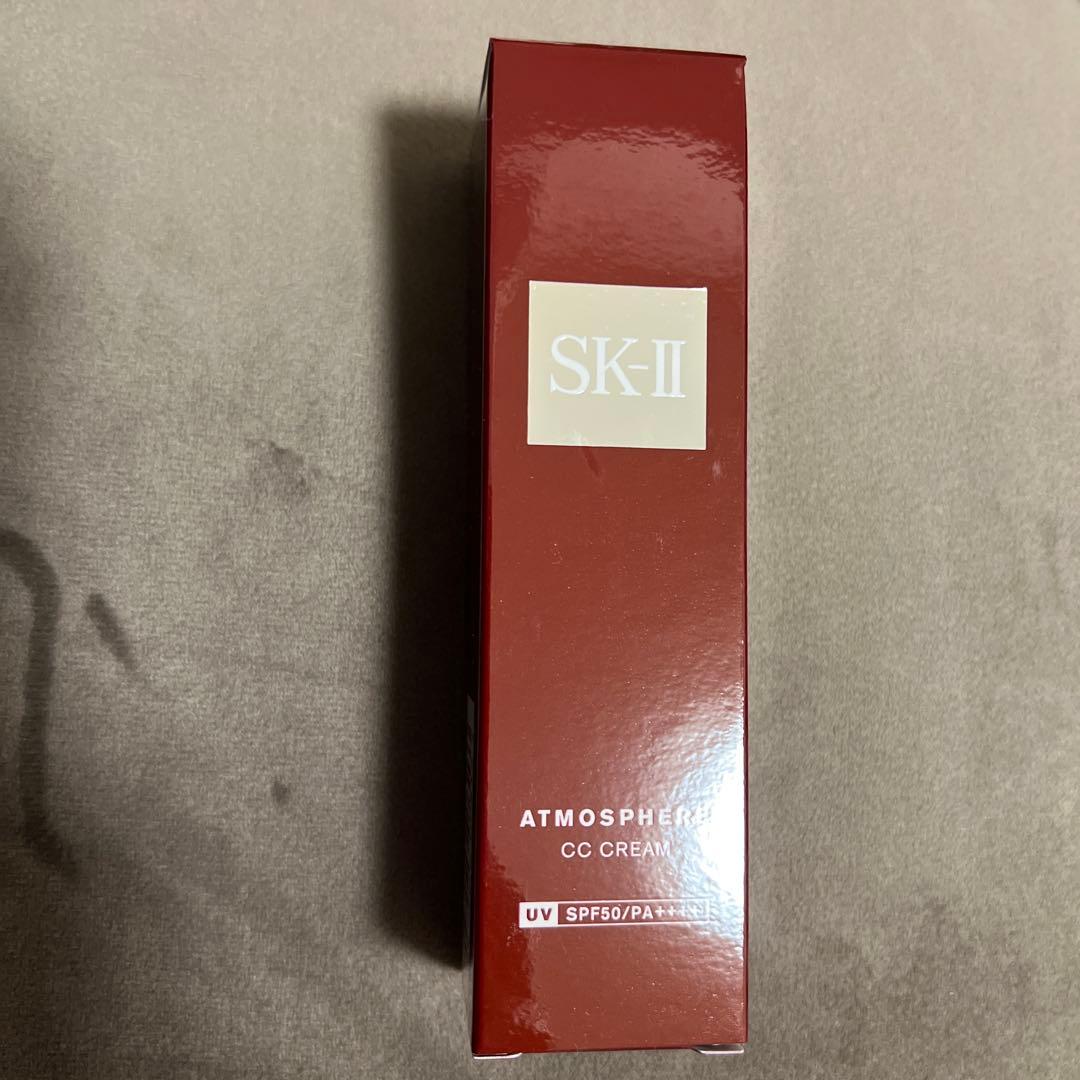 SK-II
ATMOSPHERE
CC CREAM
UV SPF50/PA++++